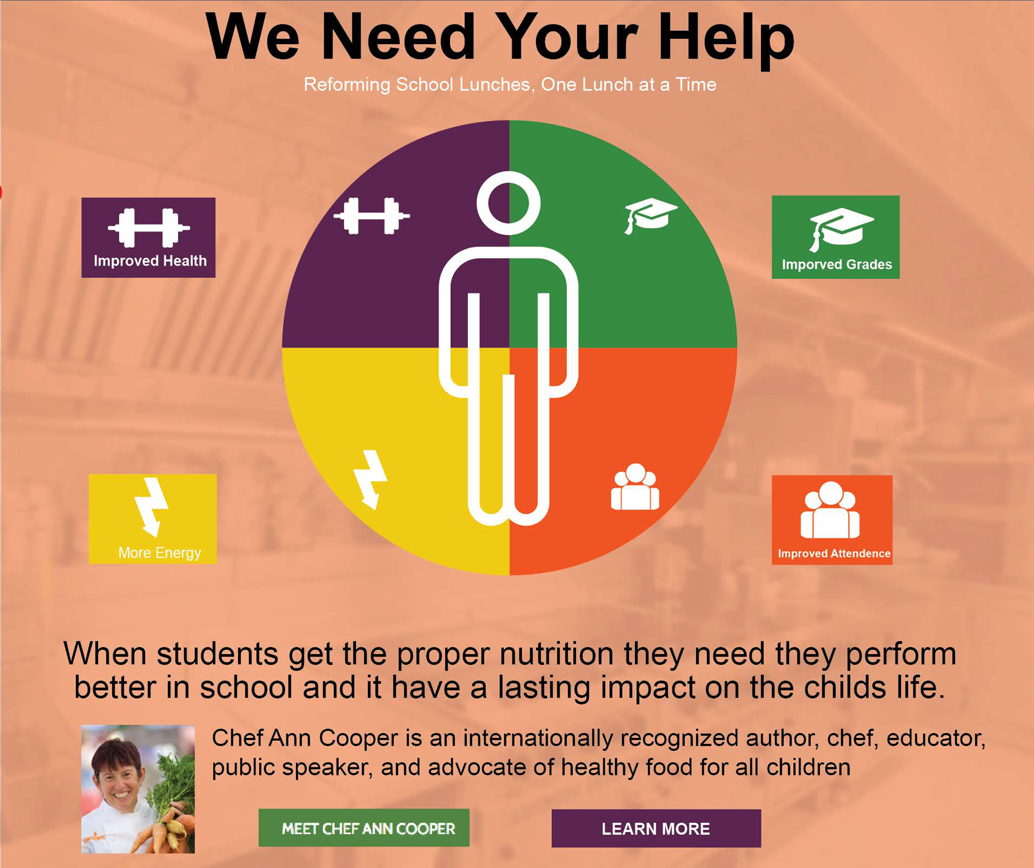 We Need Your Help
Reforming School Lunches, One Lunch at a Time
Improved Health
Imporved Grades
More Energy
Improved Attendence
When students get the proper nutrition they need they perform
better in school and it have a lasting impact on the childs life.
Chef Ann Cooper is an internationally recognized author, chef, educator,
public speaker, and advocate of healthy food for all children
MEET CHEF ANN COOPER
LEARN MORE